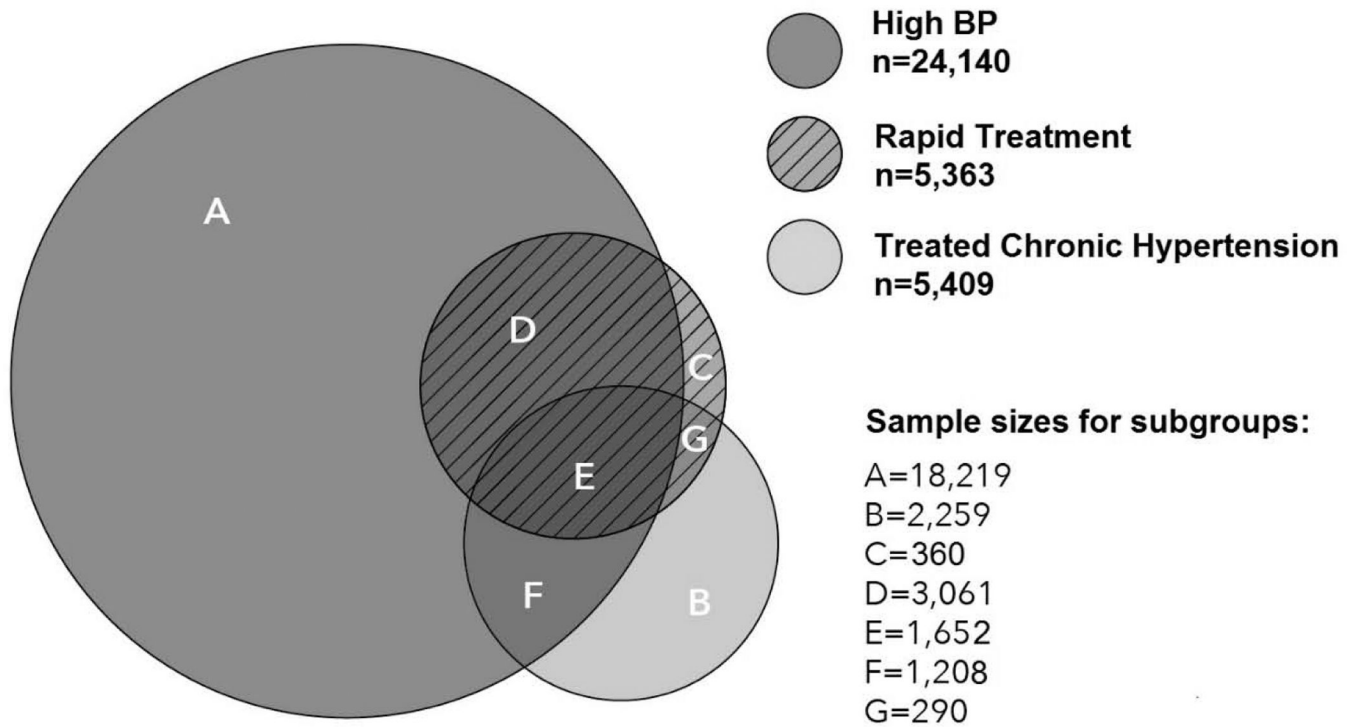 High BP
n=24,140
Rapid Treatment
n=5,363
Treated Chronic Hypertension
n=5,409
A
D
C
G
E
F
B
Sample sizes for subgroups:
A=18,219
B=2,259
C=360
D=3,061
E=1,652
F=1,208
G=290